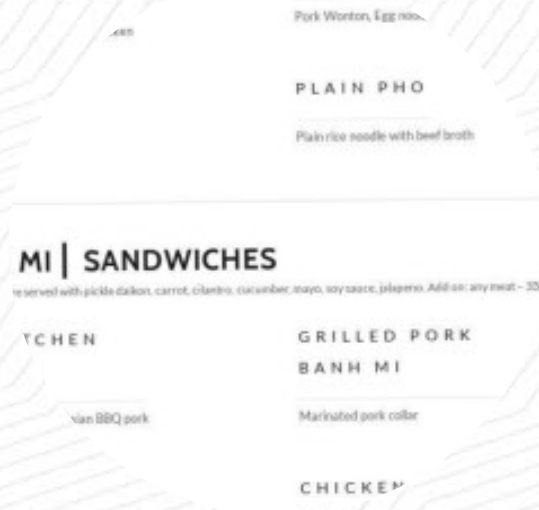 Pork Wonton, Egg
PLAIN PHO
Plain rice noodle with beef broth
MI | SANDWICHES
served with pickle daikon, carrot, cilantro, cucumber, mayo, soy sauce, jalapeno. Add on: any meat -
TCHEN
GRILLED PORK
BANH MI
BBQ pork
Marinated pork collar
CHICKEN